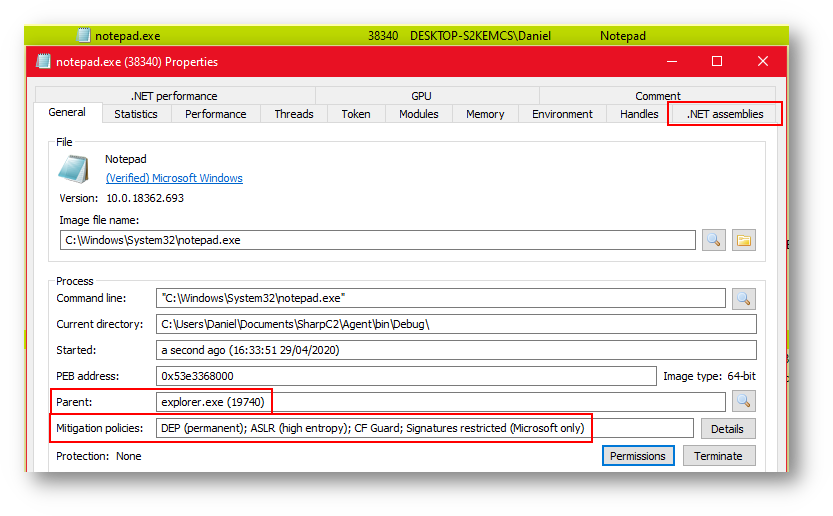 notepad.exe 38340 DESKTOP-S2KEMCS\Daniel Notepad
notepad.exe (38340) Properties
.NET performance GPU Comment
General Statistics Performance Threads Token Modules Memory Environment Handles .NET assemblies
File
Notepad
(Verified) Microsoft Windows
Version: 10.0.18362.693
Image file name:
C:\Windows\System32\notepad.exe
Process
Command line: "C:\Windows\System32\notepad.exe"
Current directory: C:\Users\Daniel\Documents\SharpC2\Agent\bin\Debug\
Started: a second ago (16:33:51 29/04/2020)
PEB address: 0x53e3368000 Image type: 64-bit
Parent: explorer.exe (19740)
Mitigation policies: DEP (permanent); ASLR (high entropy); CF Guard; Signatures restricted (Microsoft only) Details
Protection: None Permissions Terminate